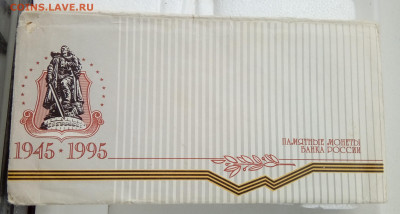 COINS.LAVE.RU
1945·1995
ПАМЯТНЫЕ МОНЕТЫ
БАНКА РОССИИ